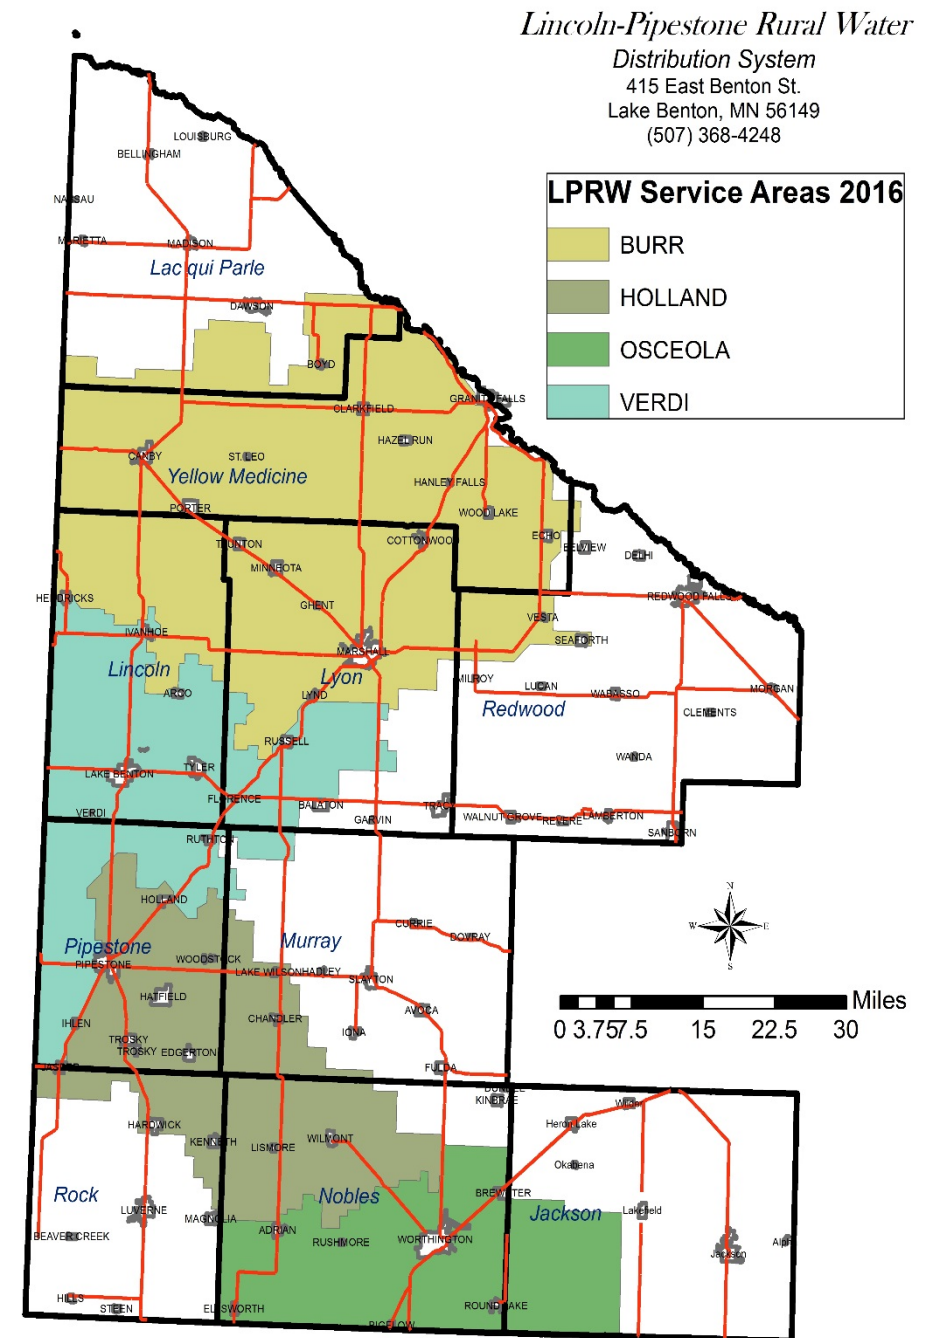 Lincoln-Pipestone Rural Water
Distribution System
415 East Benton St.
Lake Benton, MN 56149
(507) 368-4248
LPRW Service Areas 2016
BURR
HOLLAND
OSCEOLA
VERDI
LOUISBURG
BELLINGHAM
NASSAU
MARIETTA
MADISON
Lac qui Parle
DAWSON
BOYD
CLARKFIELD
GRANITE FALLS
HAZEL RUN
CANBY
ST. LEO
Yellow Medicine
HANLEY FALLS
PORTER
WOOD LAKE
TAUNTON
COTTONWOOD
ECHO
BELVIEW
DELHI
MINNEOTA
HENDRICKS
GHENT
REDWOOD FALLS
VESTA
IVANHOE
SEAFORTH
MARSHALL
Lincoln
Lyon
MILROY
LUCAN
WABASSO
MORGAN
ARCO
LYND
Redwood
CLEMENTS
RUSSELL
WANDA
LAKE BENTON
TYLER
FLORENCE
BALATON
TRACY
VERDI
GARVIN
WALNUT GROVE
REVERE
LAMBERTON
SANBORN
RUTHTON
HOLLAND
N
W
E
S
CURRIE
DOVRAY
Pipestone
Murray
PIPESTONE
WOODSTOCK
LAKE WILSON
HADLEY
SLAYTON
HATFIELD
AVOCA
Miles
0 3.75 7.5 15 22.5 30
IHLEN
CHANDLER
IONA
TROSKY
TROSKY
EDGERTON
JASPER
FULDA
DUNDEE
KINBRAE
Wilder
HARDWICK
Heron Lake
KENNETH
LISMORE
WILMONT
Okabena
Rock
Nobles
BREWSTER
LUVERNE
MAGNOLIA
Jackson
Lakefield
BEAVER CREEK
ADRIAN
RUSHMORE
WORTHINGTON
Jackson
Alph
HILLS
STEEN
ELLSWORTH
ROUND LAKE
BIGELOW